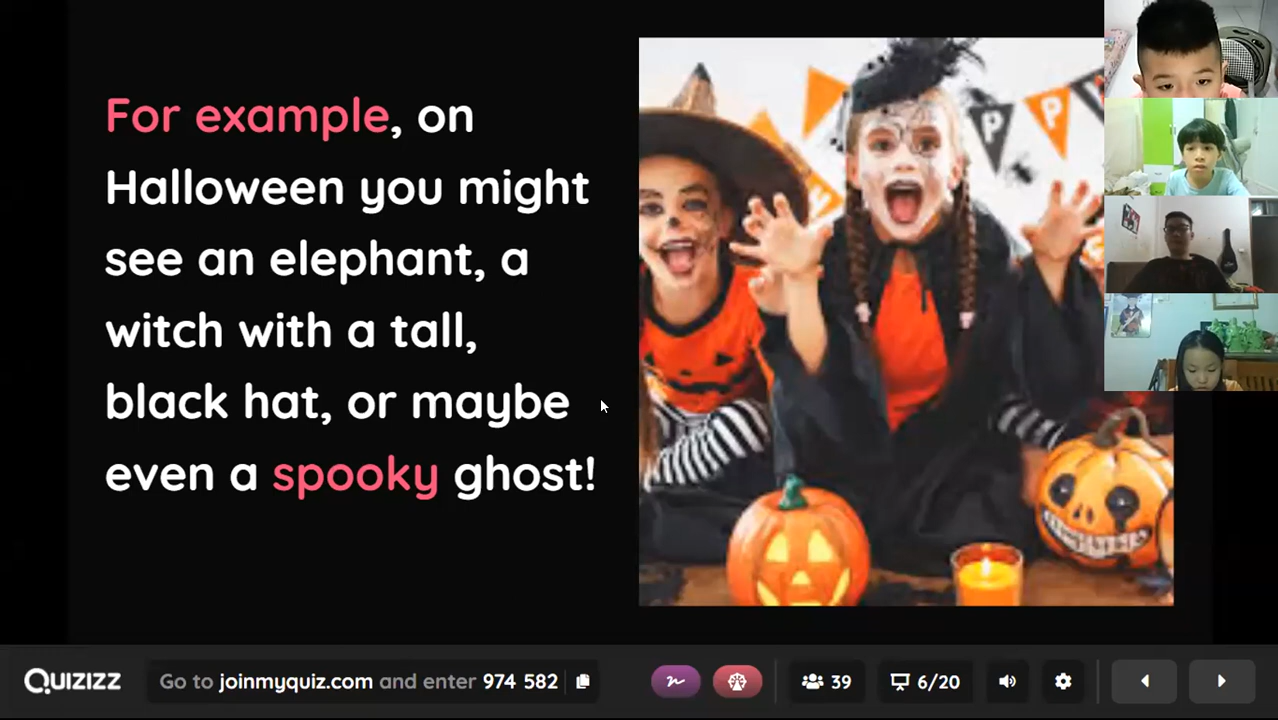 For example, on
Halloween you might
see an elephant, a
witch with a tall,
black hat, or maybe
even a spooky ghost!
P
P
QUIZIZZ
Go to joinmyquiz.com and enter 974 582
39
6/20